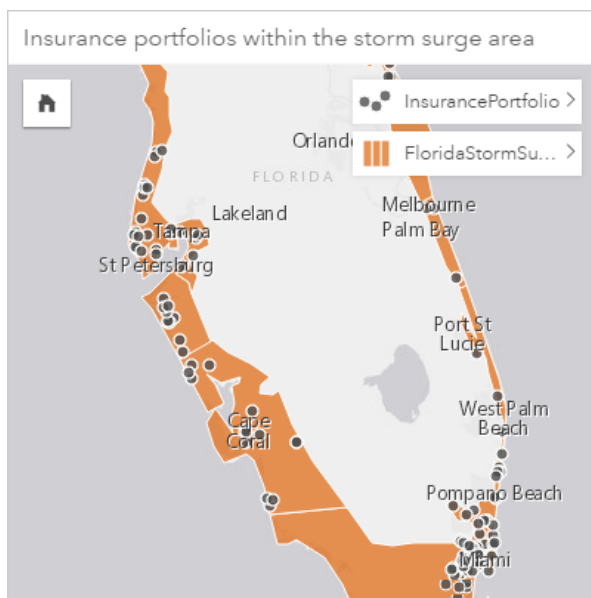 Insurance portfolios within the storm surge area
InsurancePortfolio
Orlando
FloridaStormSu...
FLORIDA
Lakeland
Melbourne
Tampa
Palm Bay
St Petersburg
Port St
Lucie
West Palm
Beach
Cape
Coral
Pompano Beach
Miami